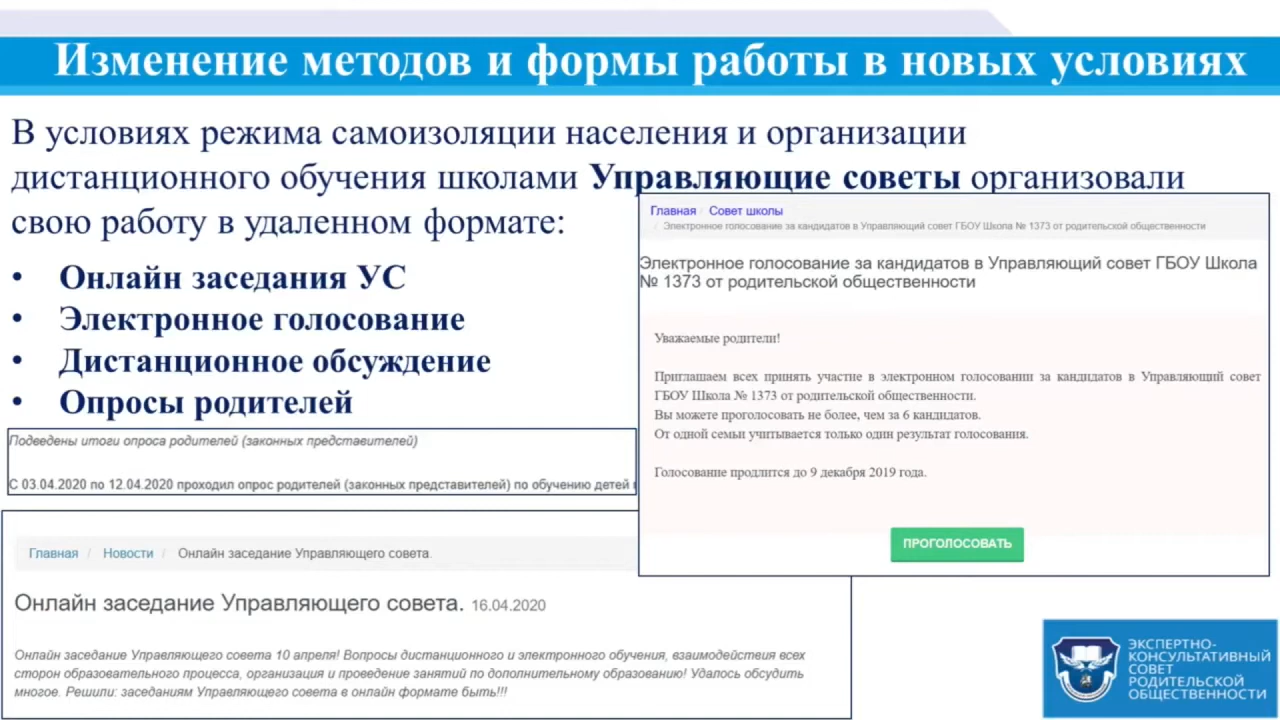 Изменение методов и формы работы в новых условиях
В условиях режима самоизоляции населения и организации
дистанционного обучения школами Управляющие советы организовали
свою работу в удаленном формате:
• Онлайн заседания УС
• Электронное голосование
• Дистанционное обсуждение
• Опросы родителей
Подведены итоги опроса родителей (законных представителей)
С 03.04.2020 по 12.04.2020 проходил опрос родителей (законных представителей) по обучению детей
Главная / Совет школы
/ Электронное голосование за кандидатов в Управляющий совет ГБОУ Школа № 1373 от родительской общественности
Электронное голосование за кандидатов в Управляющий совет ГБОУ Школа
№ 1373 от родительской общественности
Уважаемые родители!
Приглашаем всех принять участие в электронном голосовании за кандидатов в Управляющий совет
ГБОУ Школа № 1373 от родительской общественности.
Вы можете проголосовать не более, чем за 6 кандидатов.
От одной семьи учитывается только один результат голосования.
Голосование продлится до 9 декабря 2019 года.
ПРОГОЛОСОВАТЬ
Главная / Новости / Онлайн заседание Управляющего совета.
Онлайн заседание Управляющего совета. 16.04.2020
Онлайн заседание Управляющего совета 10 апреля! Вопросы дистанционного и электронного обучения, взаимодействия всех
сторон образовательного процесса, организация и проведение занятий по дополнительному образованию! Удалось обсудить
многое. Решили: заседаниям Управляющего совета в онлайн формате быть!!!
ЭКСПЕРТНО-
КОНСУЛЬТАТИВНЫЙ
СОВЕТ
РОДИТЕЛЬСКОЙ
ОБЩЕСТВЕННОСТИ